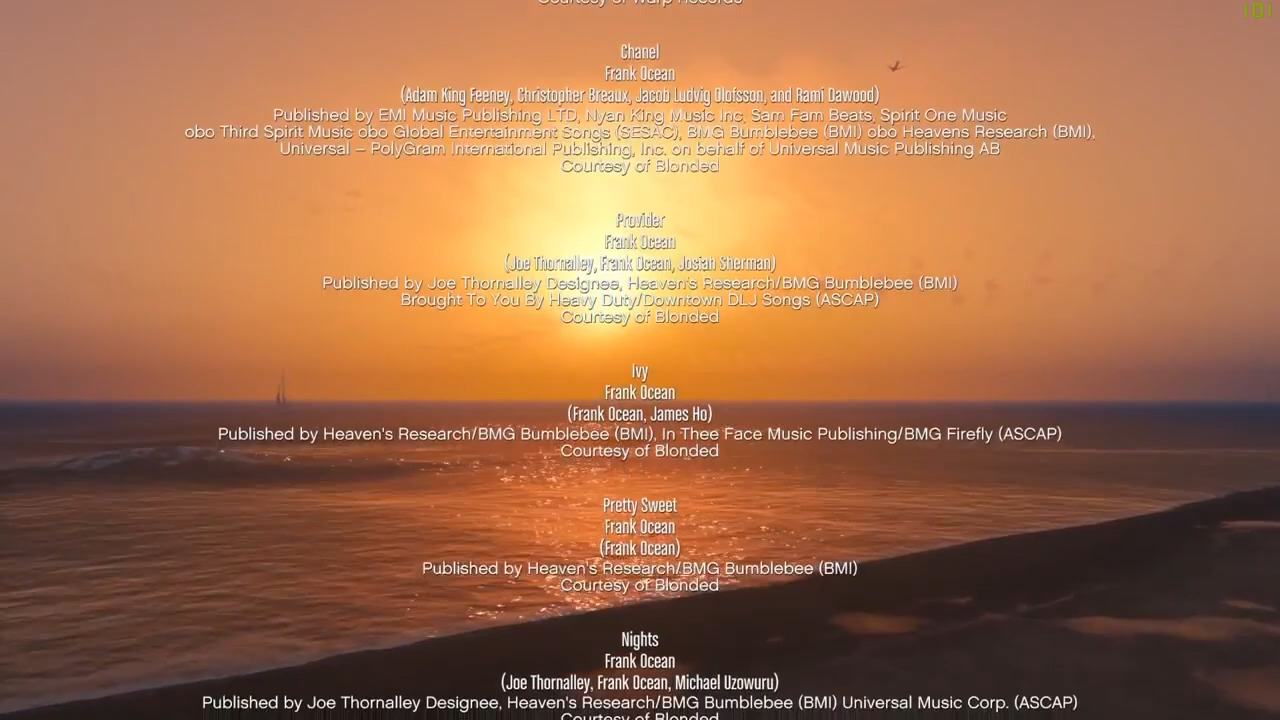 Courtesy of Warp Records
Chanel
Frank Ocean
(Adam King Feeney, Christopher Breaux, Jacob Ludvig Olofsson, and Rami Dawood)
Published by EMI Music Publishing LTD, Nyan King Music Inc, Sam Fam Beats, Spirit One Music
obo Third Spirit Music obo Global Entertainment Songs (SESAC), BMG Bumblebee (BMI) obo Heavens Research (BMI),
Universal – PolyGram International Publishing, Inc. on behalf of Universal Music Publishing AB
Courtesy of Blonded
Provider
Frank Ocean
(Joe Thornalley, Frank Ocean, Josiah Sherman)
Published by Joe Thornalley Designee, Heaven's Research/BMG Bumblebee (BMI)
Brought To You By Heavy Duty/Downtown DLJ Songs (ASCAP)
Courtesy of Blonded
Ivy
Frank Ocean
(Frank Ocean, James Ho)
Published by Heaven's Research/BMG Bumblebee (BMI), In Thee Face Music Publishing/BMG Firefly (ASCAP)
Courtesy of Blonded
Pretty Sweet
Frank Ocean
(Frank Ocean)
Published by Heaven's Research/BMG Bumblebee (BMI)
Courtesy of Blonded
Nights
Frank Ocean
(Joe Thornalley, Frank Ocean, Michael Uzowuru)
Published by Joe Thornalley Designee, Heaven's Research/BMG Bumblebee (BMI) Universal Music Corp. (ASCAP)
Courtesy of Blonded